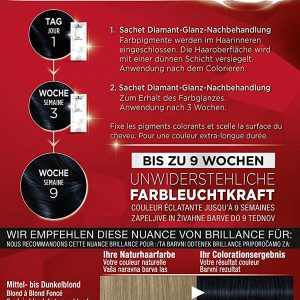 TAG
JOUR
1
1. Sachet Diamant-Glanz-Nachbehandlung
Farbpigmente werden im Haarinneren
eingeschlossen. Die Haaroberfläche wird
mit einer dünnen Schicht versiegelt.
Anwendung nach dem Colorieren.
WOCHE
SEMAINE
3
2. Sachet Diamant-Glanz-Nachbehandlung
Zum Erhalt des Farbglanzes.
Anwendung nach 3 Wochen.
Fixe les pigments colorants et scelle la surface
du cheveu. Pour une couleur extra-longue durée.
WOCHE
SEMAINE
9
BIS ZU 9 WOCHEN
UNWIDERSTEHLICHE
FARBLEUCHTKRAFT
COULEUR ÉCLATANTE JUSQU'À 9 SEMAINES
ZAPELJIVE IN ŽIVAHNE BARVE DO 9 TEDNOV
WIR EMPFEHLEN DIESE NUANCE VON BRILLANCE FÜR:
NOUS RECOMMANDONS CETTE NUANCE BRILLANCE POUR :/TA BARVNI ODTENEK BRILLANCE PRIPOROČAMO ZA:
Ihre Naturhaarfarbe
Votre couleur naturelle
Vaša naravna barva las
Ihr Colorationsergebnis
Votre résultat couleur
Barvni rezultat
Mittel- bis Dunkelblond
Blond à Blond Foncé